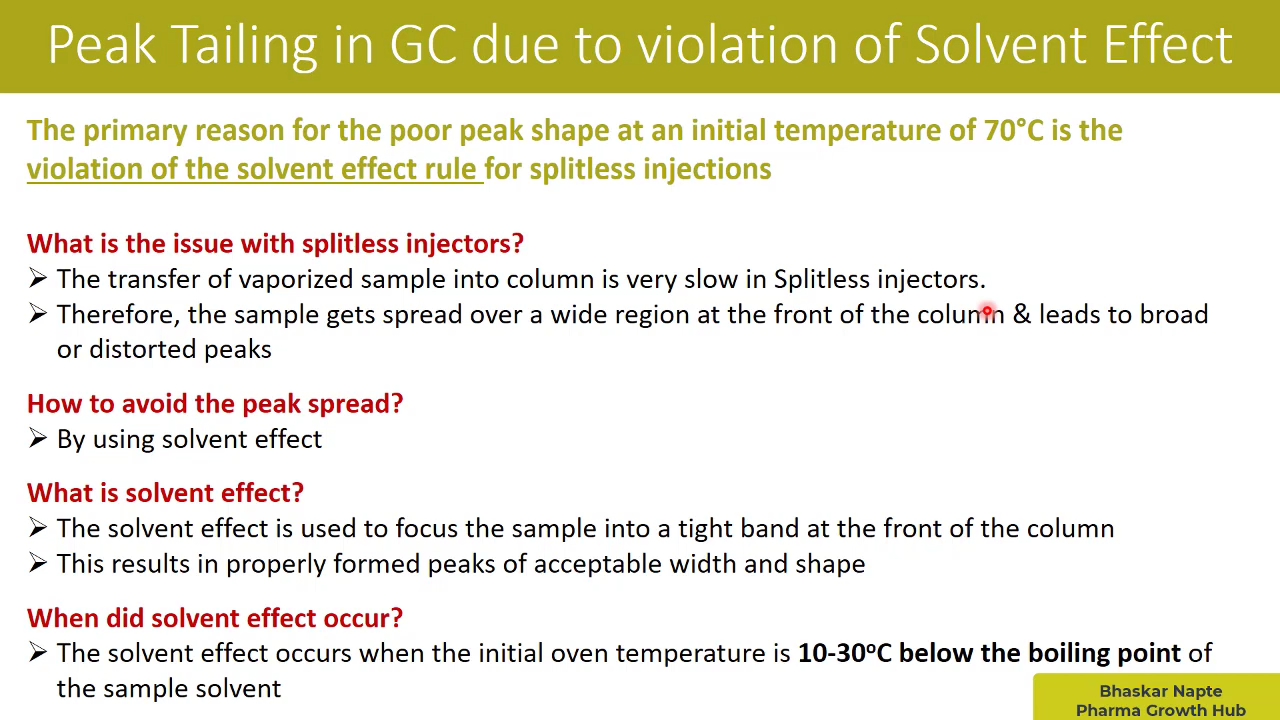 Peak Tailing in GC due to violation of Solvent Effect
The primary reason for the poor peak shape at an initial temperature of 70°C is the
violation of the solvent effect rule for splitless injections
What is the issue with splitless injectors?
➢ The transfer of vaporized sample into column is very slow in Splitless injectors.
➢ Therefore, the sample gets spread over a wide region at the front of the column & leads to broad
or distorted peaks
How to avoid the peak spread?
➢ By using solvent effect
What is solvent effect?
➢ The solvent effect is used to focus the sample into a tight band at the front of the column
➢ This results in properly formed peaks of acceptable width and shape
When did solvent effect occur?
➢ The solvent effect occurs when the initial oven temperature is 10-30°C below the boiling point of
the sample solvent
Bhaskar Napte
Pharma Growth Hub